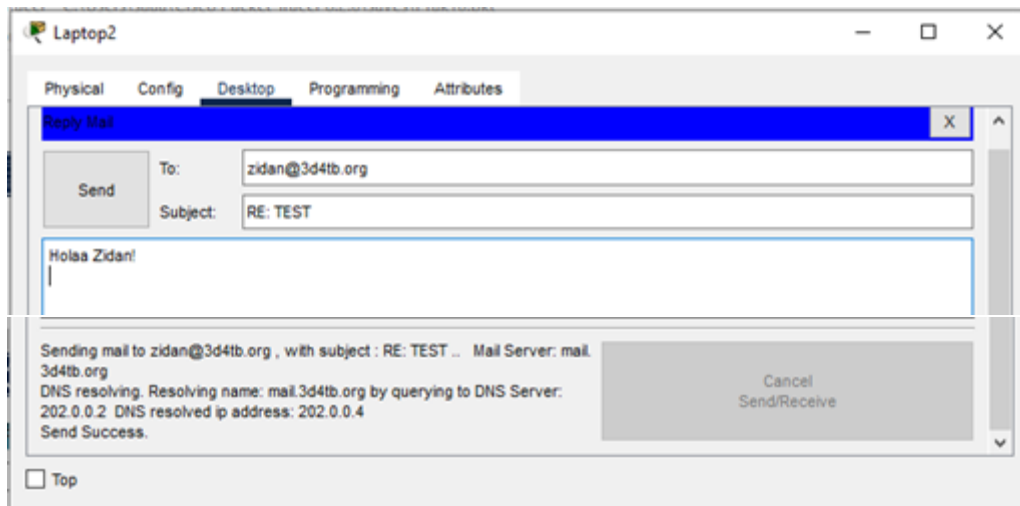 Laptop2
Physical Config Desktop Programming Attributes
Reply Mail X
Send
To: zidan@3d4tb.org
Subject: RE: TEST
Holaa Zidan!
Sending mail to zidan@3d4tb.org , with subject : RE: TEST .. Mail Server: mail.
3d4tb.org
DNS resolving. Resolving name: mail.3d4tb.org by querying to DNS Server:
202.0.0.2 DNS resolved ip address: 202.0.0.4
Send Success.
Cancel
Send/Receive
Top